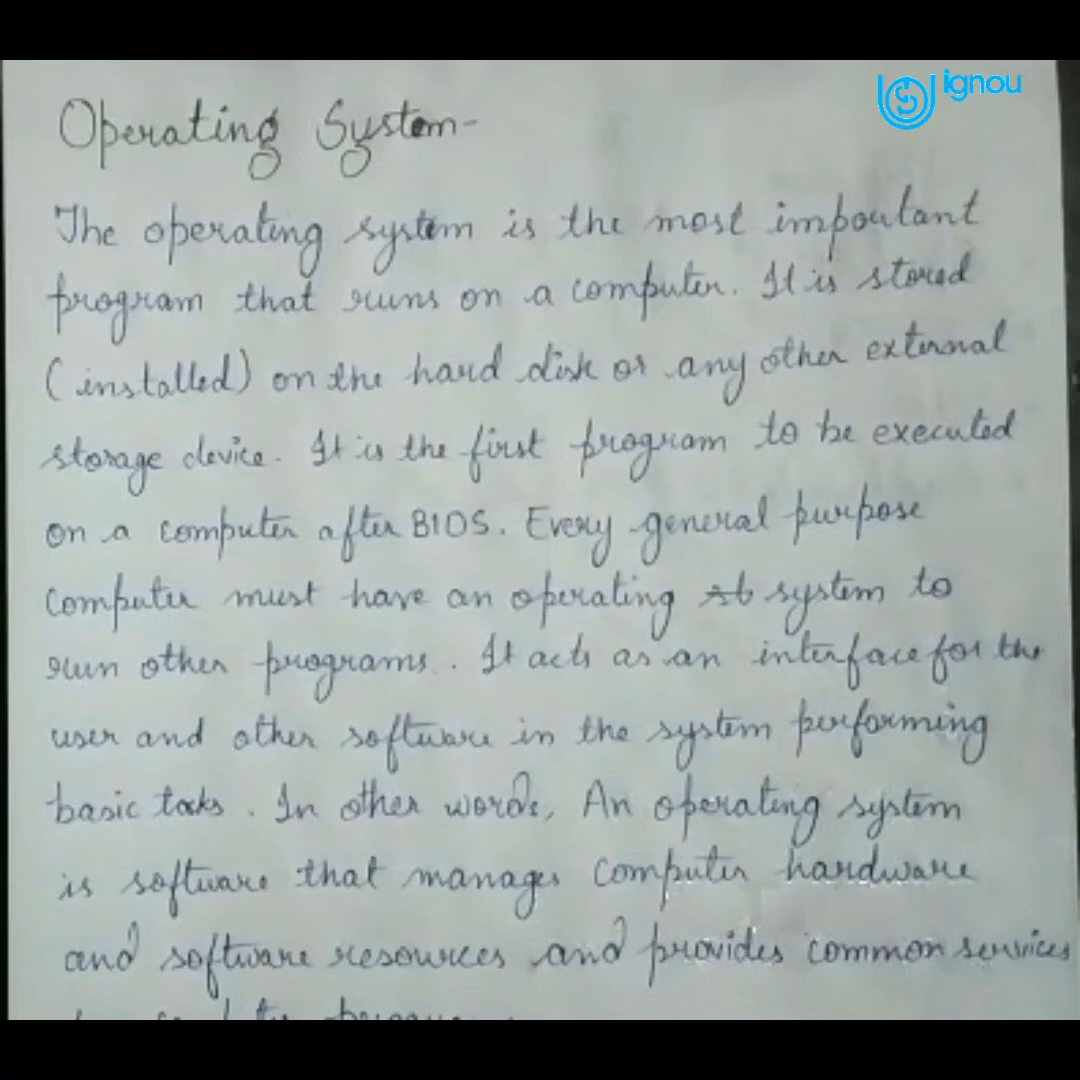 ignou
Operating System-
The operating system is the most important
program that runs on a computer. It is stored
(installed) on the hard disk or any other external
storage device. It is the first program to be executed
on a computer after BIOS. Every general purpose
computer must have an operating system to
run other programs. It acts as an interface for the
user and other software in the system performing
basic tasks. In other words, An operating system
is software that manages computer hardware
and software resources and provides common services